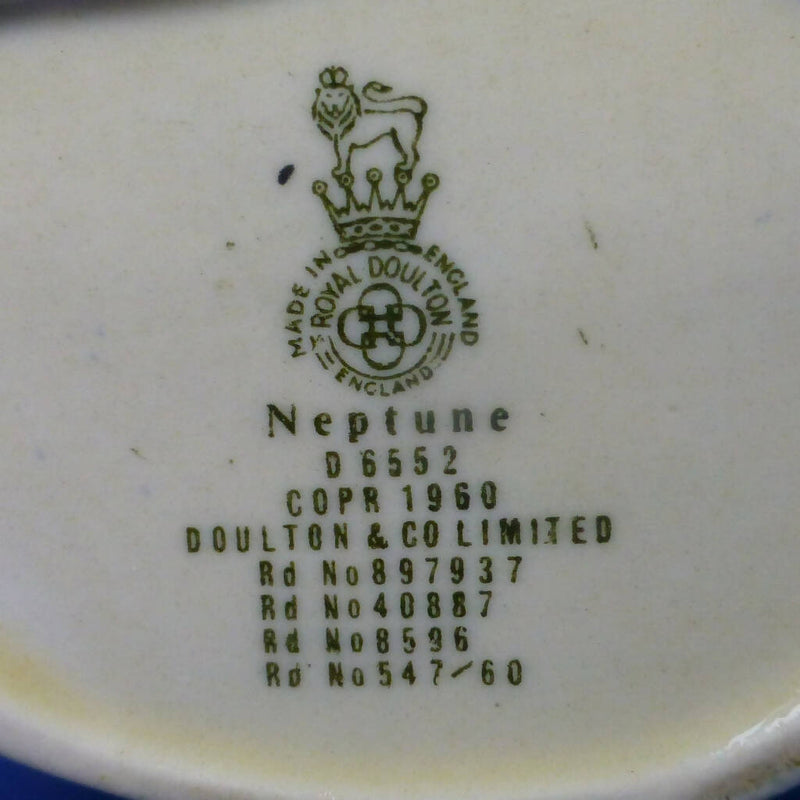 MADE IN ENGLAND
ROYAL DOULTON
ENGLAND
Neptune
D 6552
COPR 1960
DOULTON & CO LIMITED
Rd No 897937
Rd No 40887
Rd No 8596
Rd No 547/60